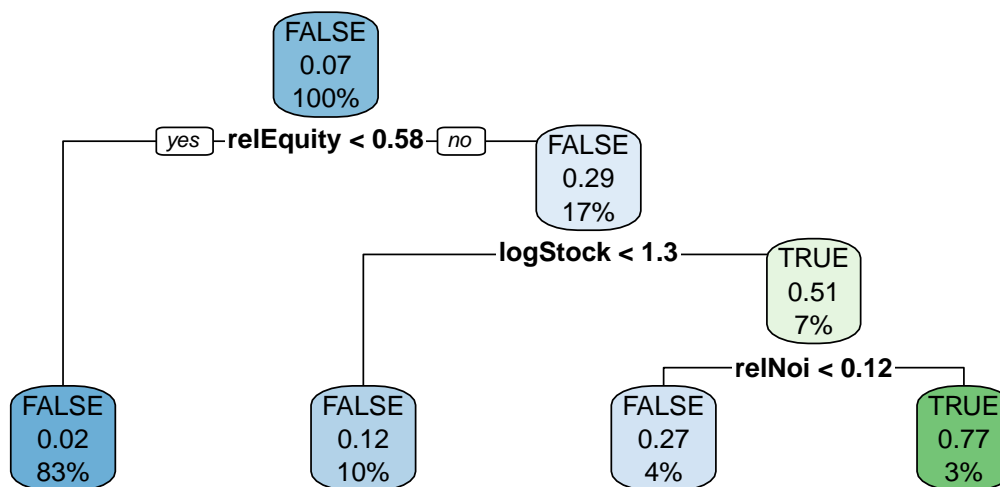 FALSE
0.07
100%
yes relEquity < 0.58 no
FALSE
0.29
17%
logStock < 1.3
TRUE
0.51
7%
relNoi < 0.12
FALSE
0.02
83%
FALSE
0.12
10%
FALSE
0.27
4%
TRUE
0.77
3%